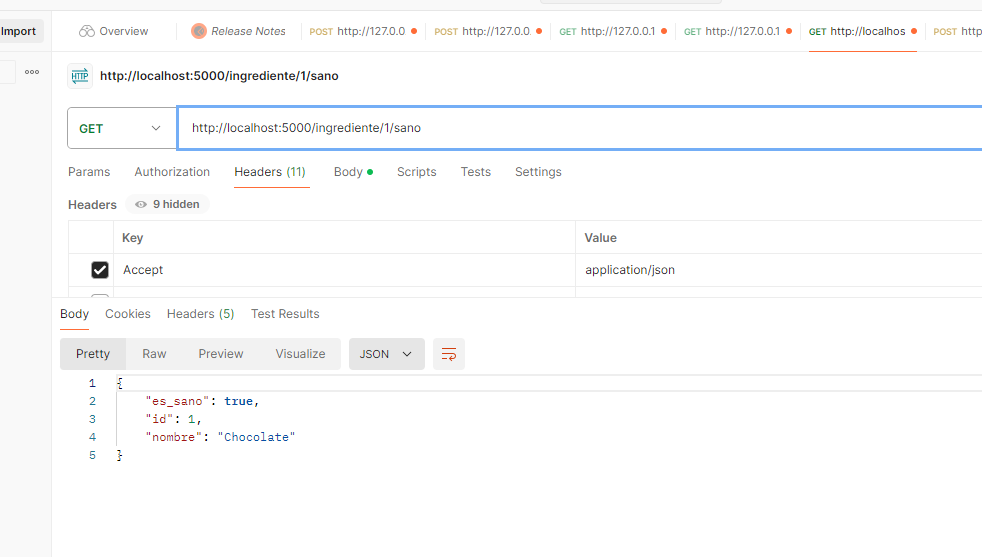 Import
Overview
Release Notes
POST http://127.0.0
POST http://127.0.0
GET http://127.0.0.1
GET http://127.0.0.1
GET http://localhos
POST http
HTTP http://localhost:5000/ingrediente/1/sano
GET
http://localhost:5000/ingrediente/1/sano
Params Authorization Headers (11) Body Scripts Tests Settings
Headers 9 hidden
Key Value
Accept application/json
Body Cookies Headers (5) Test Results
Pretty Raw Preview Visualize JSON
1 {
2 "es_sano": true,
3 "id": 1,
4 "nombre": "Chocolate"
5 }